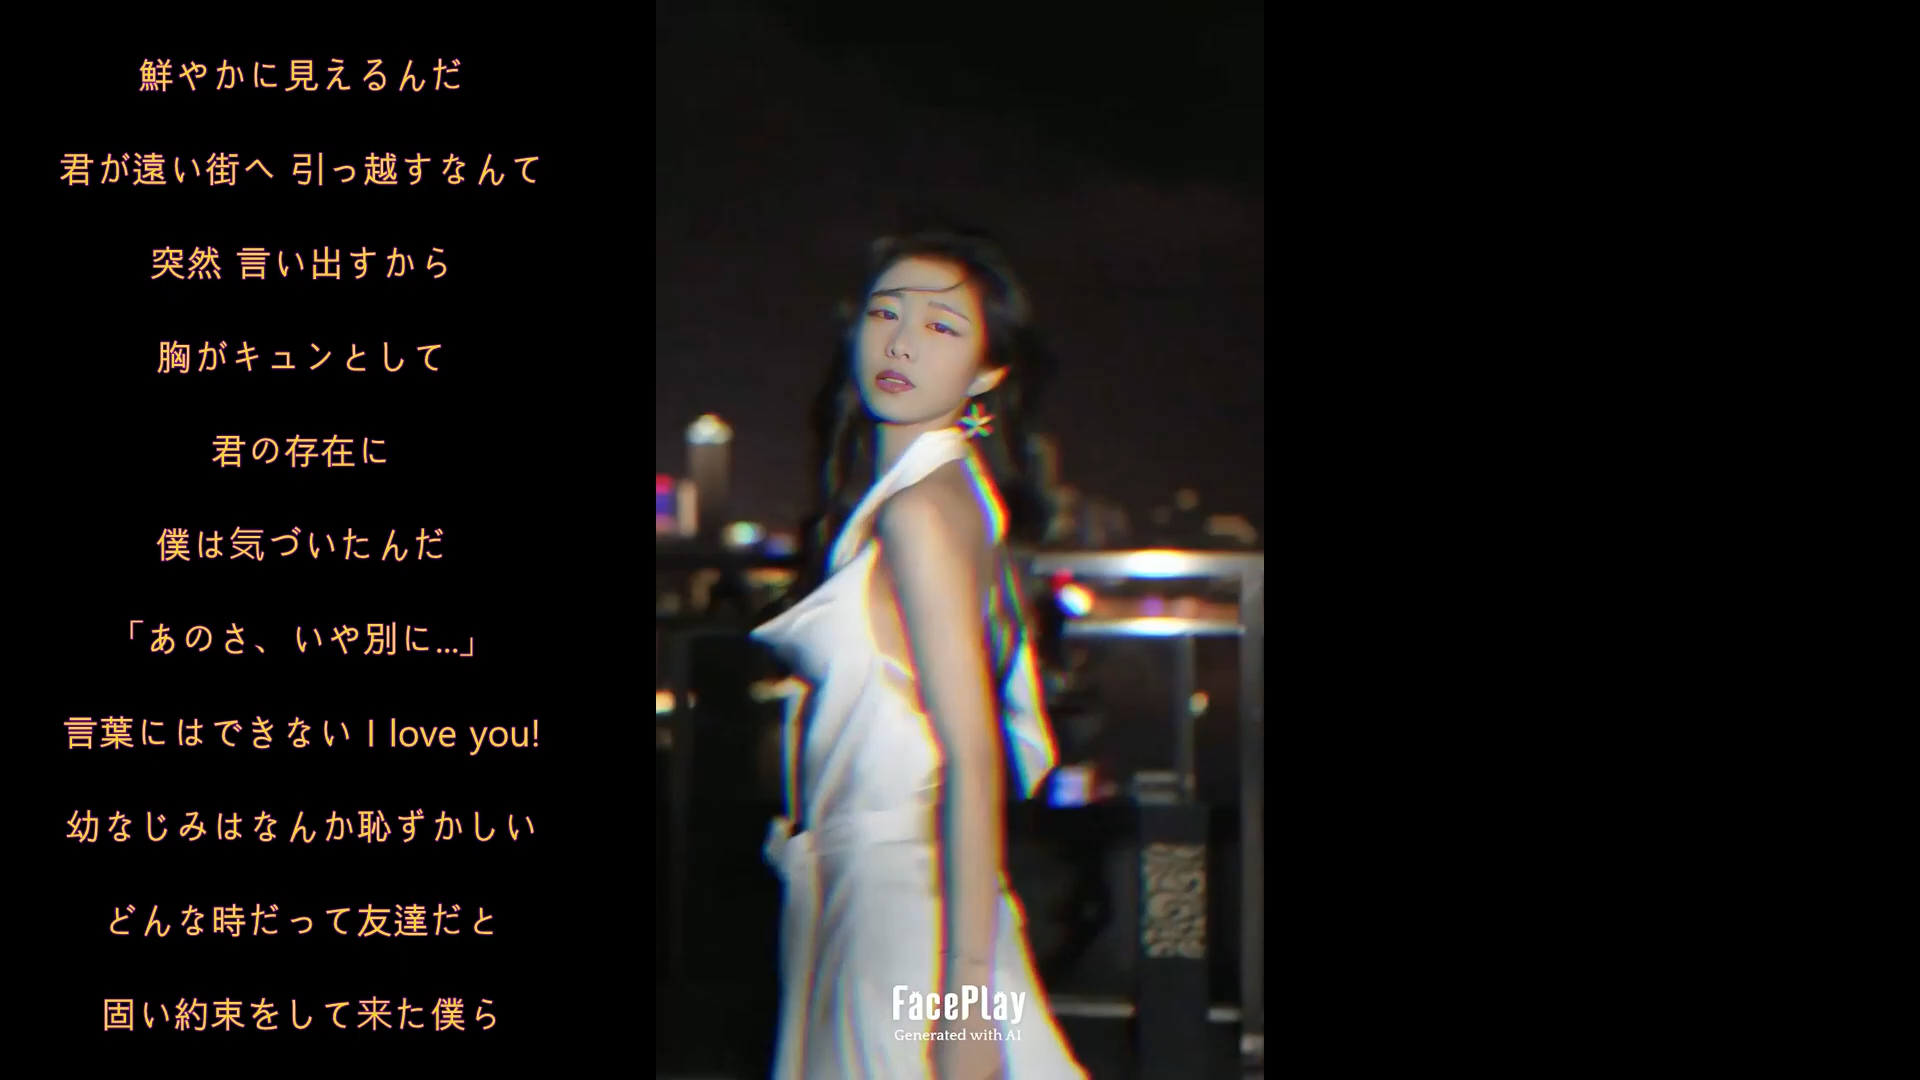 鮮やかに見えるんだ
君が遠い街へ 引っ越すなんて
突然 言い出すから
胸がキュンとして
君の存在に
僕は気づいたんだ
「あのさ、いや別に...」
言葉にはできない I love you!
幼なじみはなんか恥ずかしい
どんな時だって友達だと
固い約束をして来た僕ら
FacePlay
Generated with AI